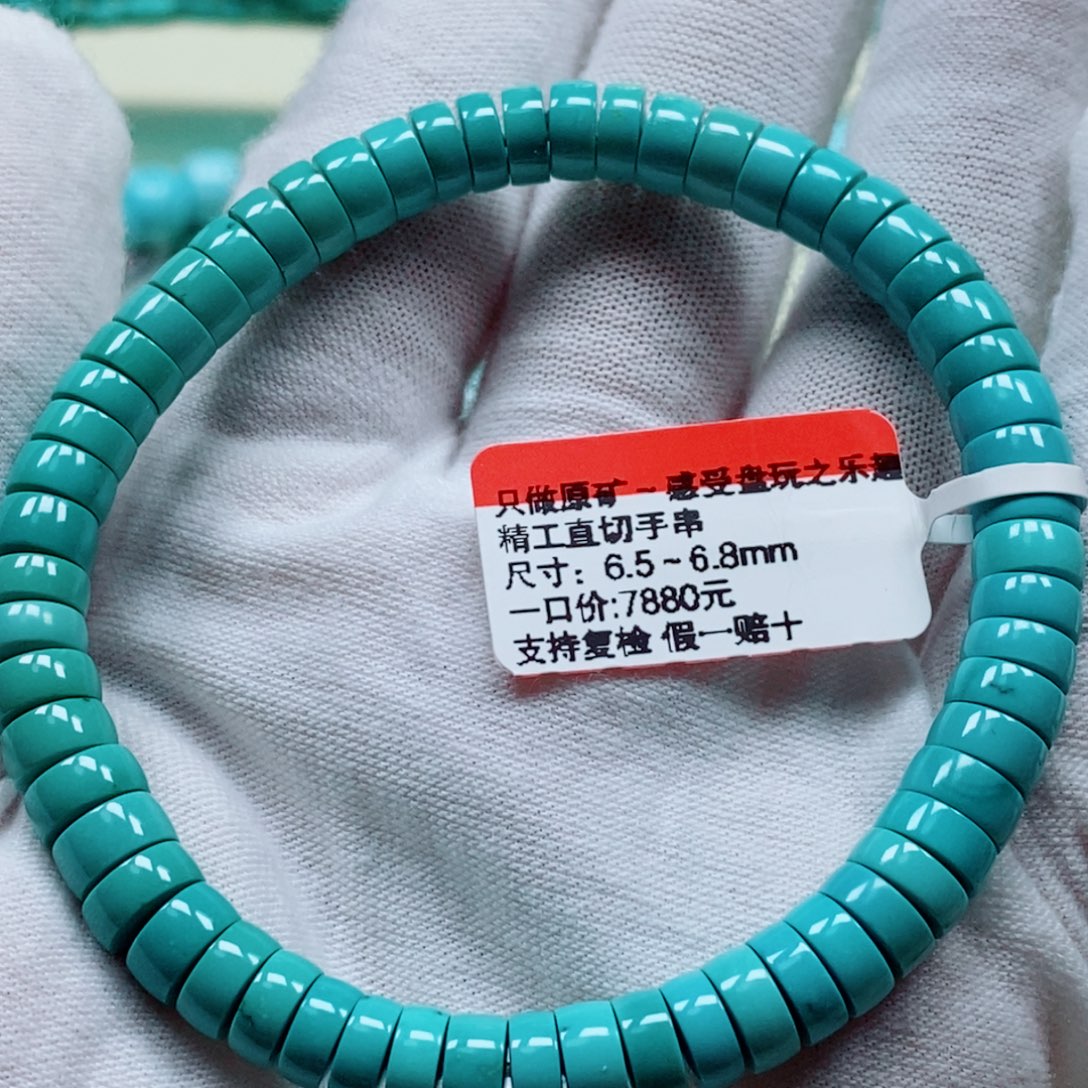 只做原矿~感受盘玩之乐趣
精工直切手串
尺寸：6.5~6.8mm
一口价:7880元
支持复检 假一赔十